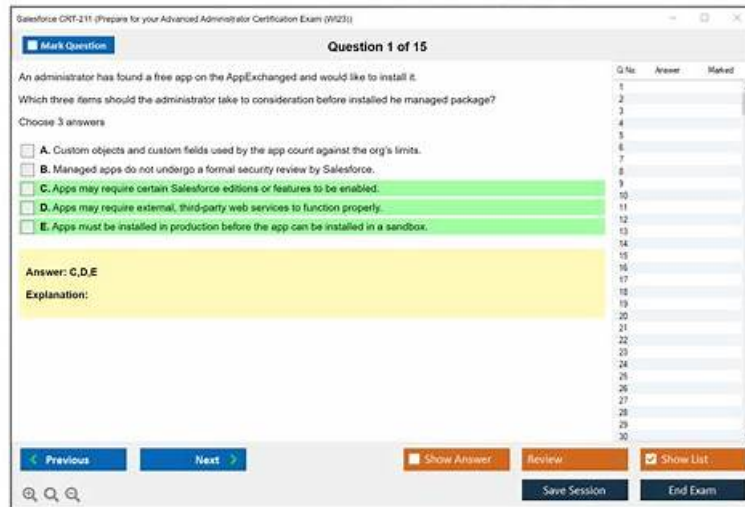 Salesforce CRT-211 (Prepare for your Advanced Administrator Certification Exam (WI23))
Mark Question
Question 1 of 15
An administrator has found a free app on the AppExchanged and would like to install it.
Which three items should the administrator take to consideration before installed he managed package?
Choose 3 answers
A. Custom objects and custom fields used by the app count against the org's limits.
B. Managed apps do not undergo a formal security review by Salesforce.
C. Apps may require certain Salesforce editions or features to be enabled.
D. Apps may require external, third-party web services to function properly.
E. Apps must be installed in production before the app can be installed in a sandbox.
Answer: C,D,E
Explanation:
Q.No. Answer Marked
1
2
3
4
5
6
7
8
9
10
11
12
13
14
15
16
17
18
19
20
21
22
23
24
25
26
27
28
29
30
Previous
Next
Show Answer
Review
Show List
Save Session
End Exam